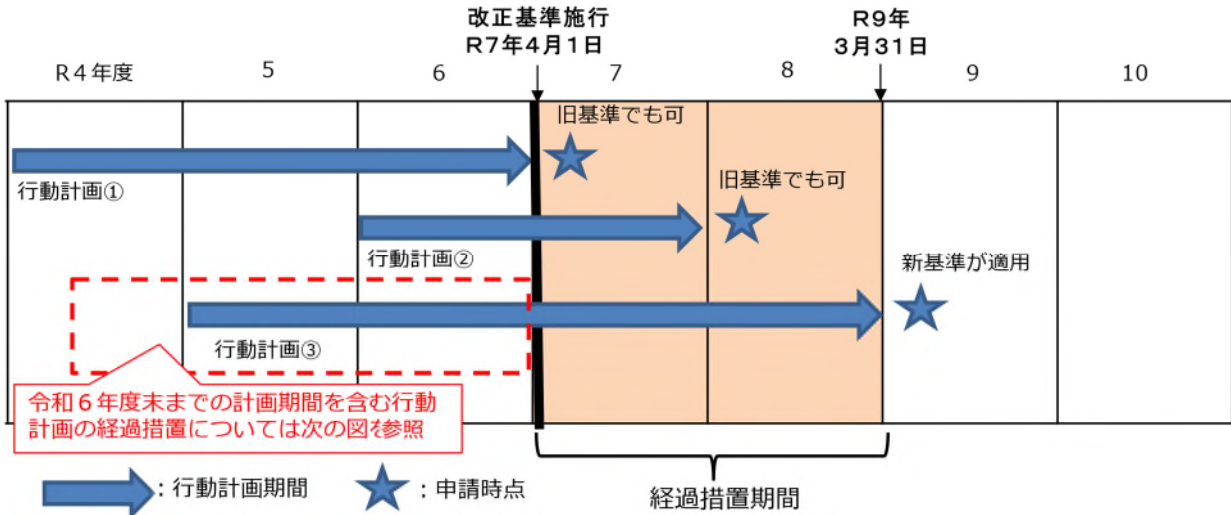 改正基準施行
R7年4月1日
R9年
3月31日
R4年度
5
6
7
8
9
10
旧基準でも可
行動計画①
旧基準でも可
行動計画②
新基準が適用
行動計画③
令和6年度末までの計画期間を含む行動
計画の経過措置については次の図を参照
：行動計画期間
：申請時点
経過措置期間